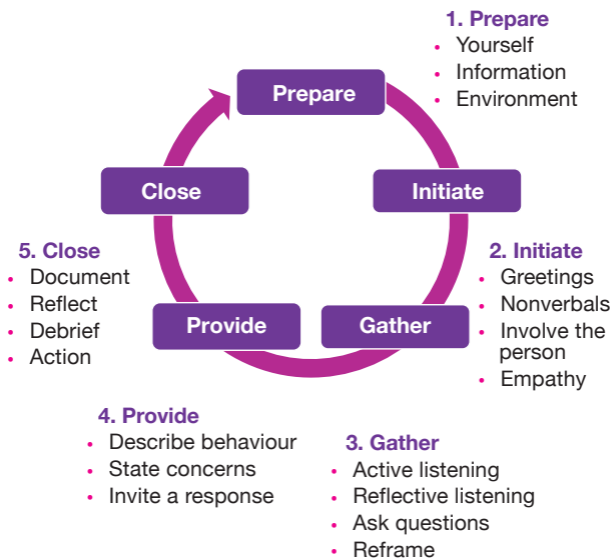 1. Prepare
• Yourself
• Information
• Environment
Prepare
Initiate
Gather
Provide
Close
2. Initiate
• Greetings
• Nonverbals
• Involve the
person
• Empathy
3. Gather
• Active listening
• Reflective listening
• Ask questions
• Reframe
4. Provide
• Describe behaviour
• State concerns
• Invite a response
5. Close
• Document
• Reflect
• Debrief
• Action